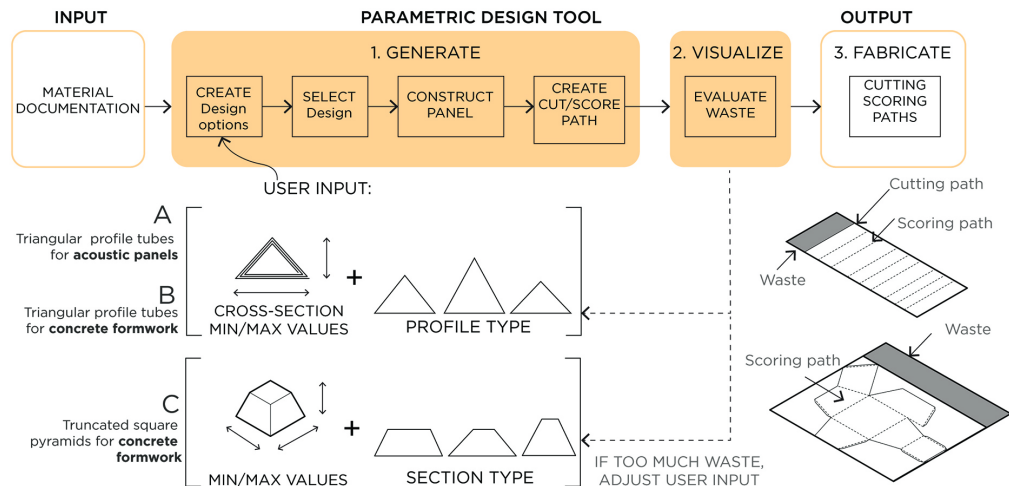 INPUT
PARAMETRIC DESIGN TOOL
OUTPUT
1. GENERATE
2. VISUALIZE
3. FABRICATE
MATERIAL
DOCUMENTATION
CREATE
Design
options
SELECT
Design
CONSTRUCT
PANEL
CREATE
CUT/SCORE
PATH
EVALUATE
WASTE
CUTTING
SCORING
PATHS
USER INPUT:
A
Triangular profile tubes
for acoustic panels
B
Triangular profile tubes
for concrete formwork
+
CROSS-SECTION
MIN/MAX VALUES
PROFILE TYPE
Cutting path
Scoring path
Waste
C
Truncated square
pyramids for concrete
formwork
+
MIN/MAX VALUES
SECTION TYPE
IF TOO MUCH WASTE,
ADJUST USER INPUT
Waste
Scoring path